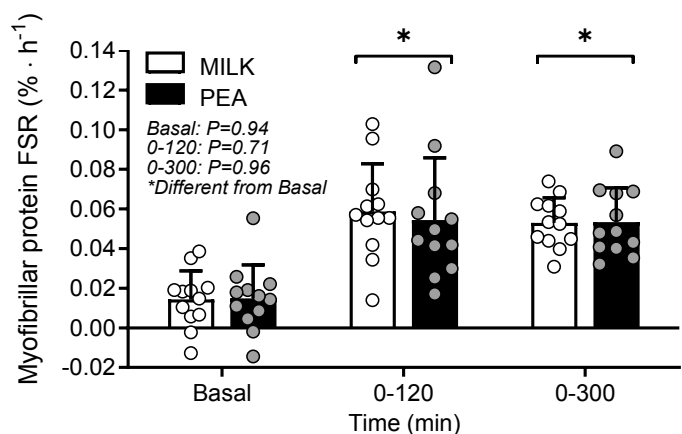 Myofibrillar protein FSR (% · h⁻¹)
0.14
0.12
0.10
0.08
0.06
0.04
0.02
0.00
-0.02
MILK
PEA
Basal: P=0.94
0-120: P=0.71
0-300: P=0.96
*Different from Basal
*
*
Basal
0-120
0-300
Time (min)